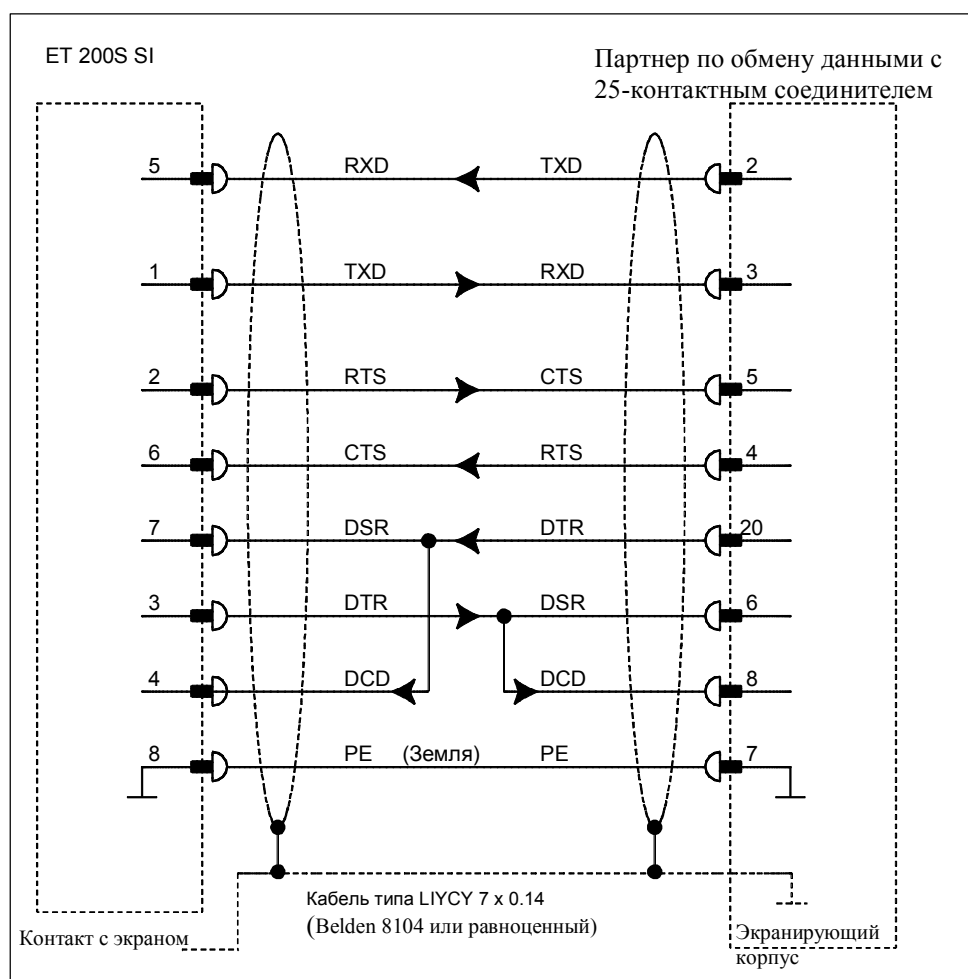 ET 200S SI
Партнер по обмену данными с
25-контактным соединителем
5 RXD TXD 2
1 TXD RXD 3
2 RTS CTS 5
6 CTS RTS 4
7 DSR DTR 20
3 DTR DSR 6
4 DCD DCD 8
8 PE (Земля) PE 7
Кабель типа LIYCY 7 x 0.14
(Belden 8104 или равноценный)
Контакт с экраном
Экранирующий
корпус